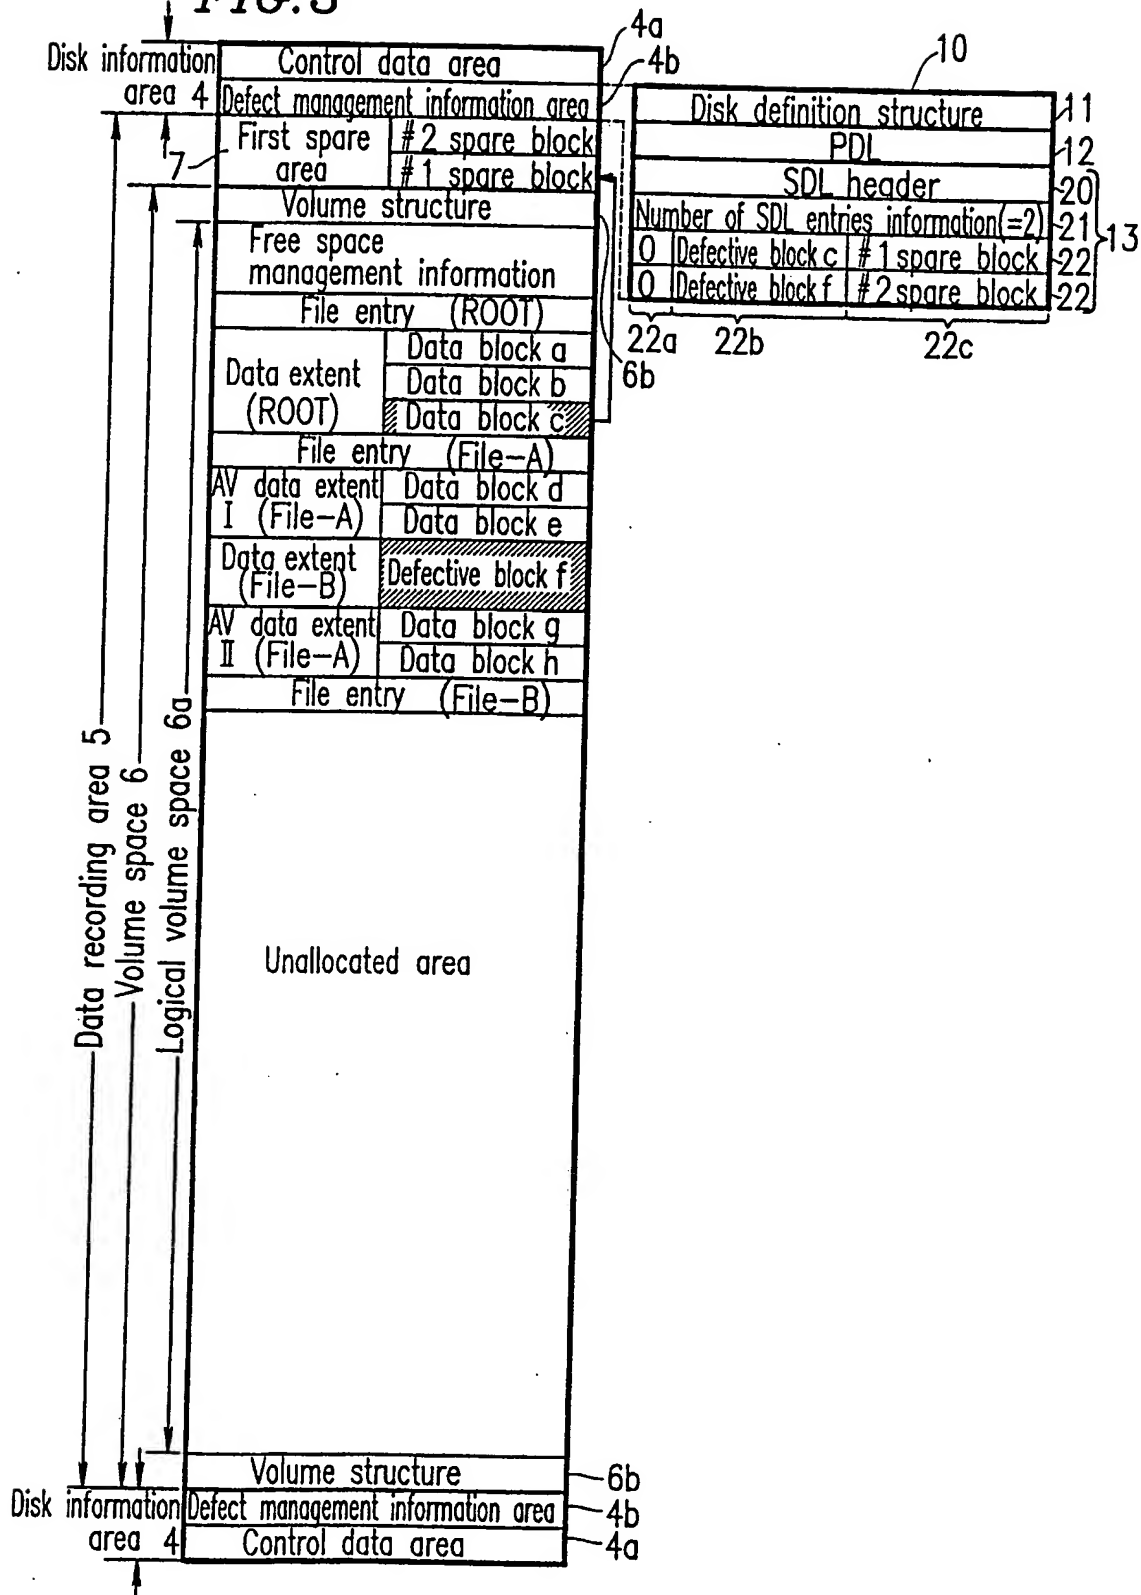 FIG. 3
Disk information
area 4
Control data area
4a
Defect management information area
4b
7
First spare
area
# 2 spare block
# 1 spare block
Volume structure
Free space
management information
File entry (ROOT)
Data extent
(ROOT)
Data block a
Data block b
Data block c
6b
File entry (File-A)
AV data extent
I (File-A)
Data block d
Data block e
Data extent
(File-B)
Defective block f
AV data extent
II (File-A)
Data block g
Data block h
File entry (File-B)
Unallocated area
Data recording area 5
Volume space 6
Logical volume space 6a
Volume structure
6b
Disk information
area 4
Defect management information area
4b
Control data area
4a
10
Disk definition structure
11
PDL
12
SDL header
20
Number of SDL entries information(=2)
21
13
0 Defective block c # 1 spare block
22
0 Defective block f # 2 spare block
22
22a 22b 22c